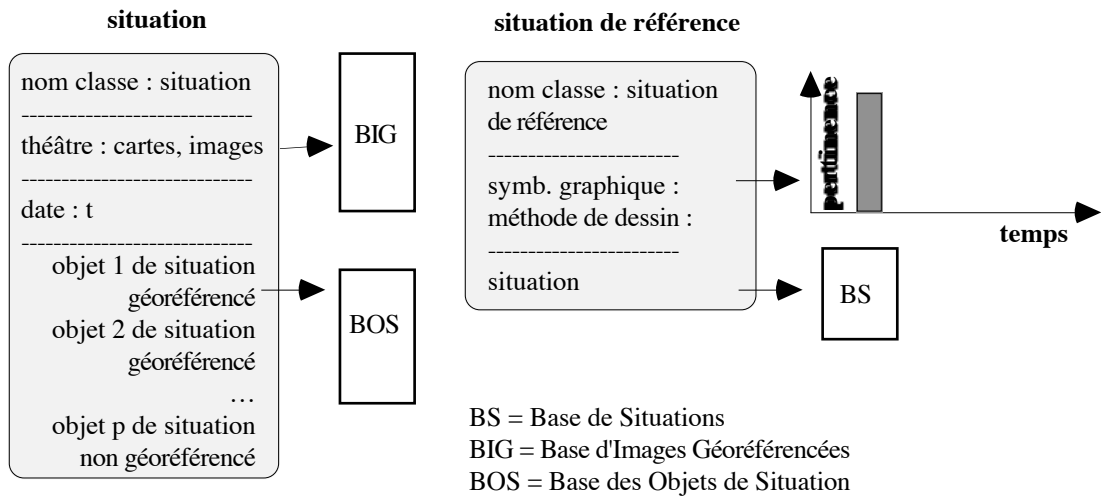 situation
nom classe : situation
-----------------------------
théâtre : cartes, images
-----------------------------
date : t
-----------------------------
objet 1 de situation
géoréférencé
objet 2 de situation
géoréférencé
...
objet p de situation
non géoréférencé
BIG
BOS
situation de référence
nom classe : situation
de référence
------------------------
symb. graphique :
méthode de dessin :
------------------------
situation
pertinence
temps
BS
BS = Base de Situations
BIG = Base d'Images Géoréférencées
BOS = Base des Objets de Situation